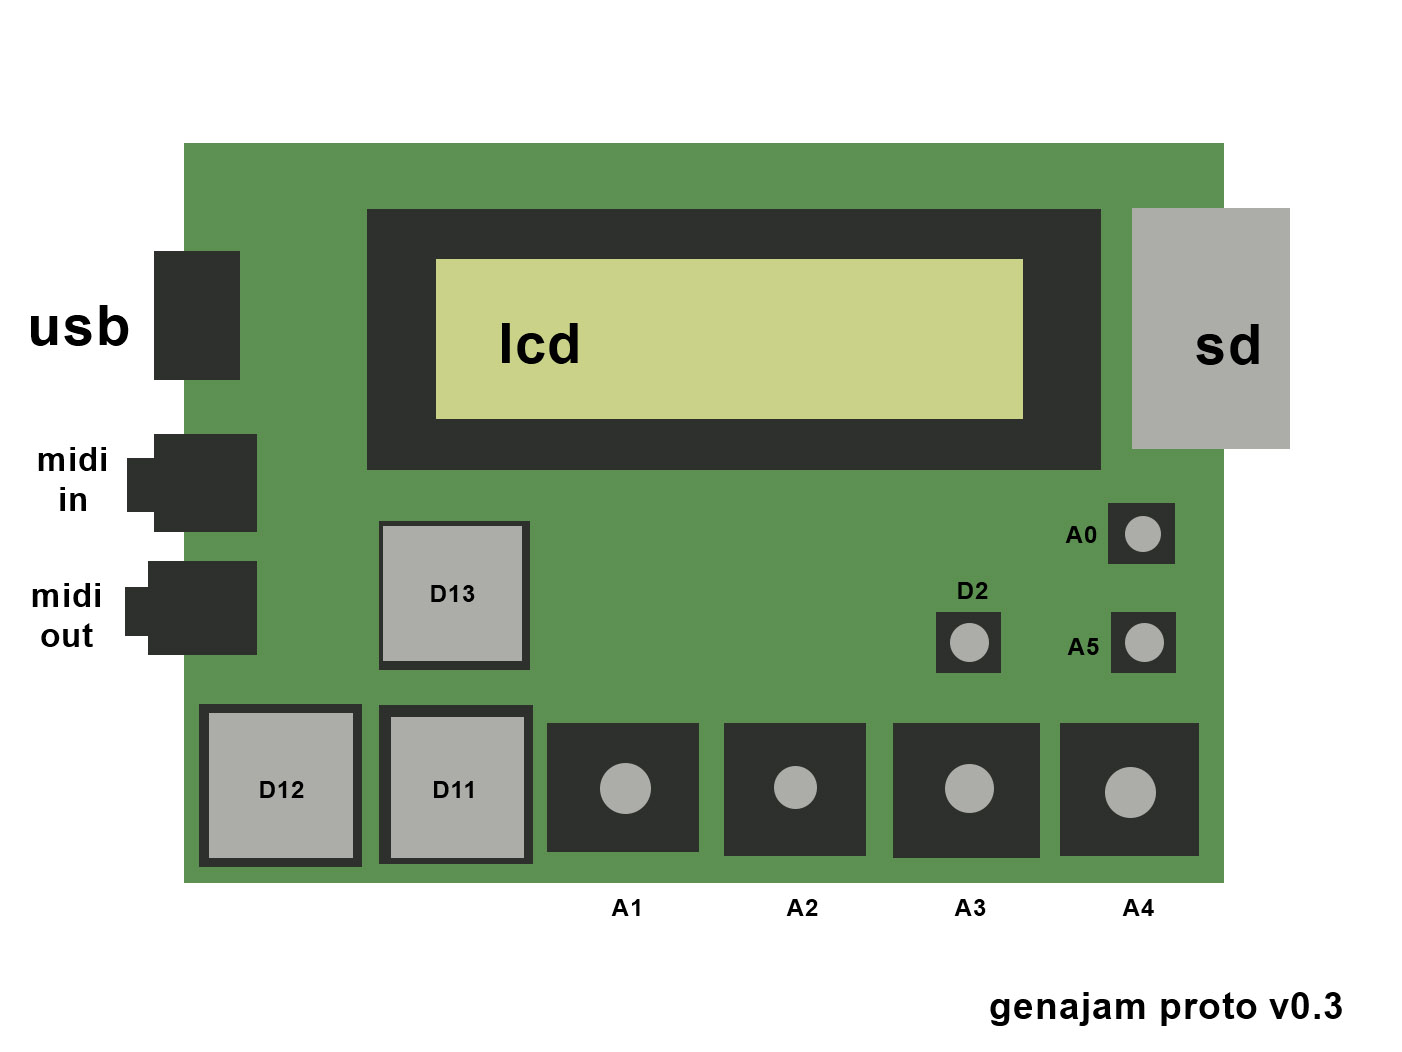 usb
lcd
sd
midi
in
A0
D13
D2
midi
out
A5
D12
D11
A1
A2
A3
A4
genajam proto v0.3